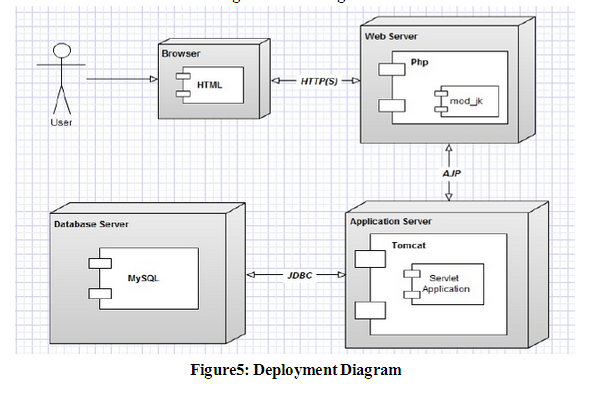 Web Server
Browser
Php
HTML
HTTP(S)
mod_jk
User
AJP
Database Server
Application Server
Tomcat
MySQL
JDBC
Servlet
Application
Figure5: Deployment Diagram